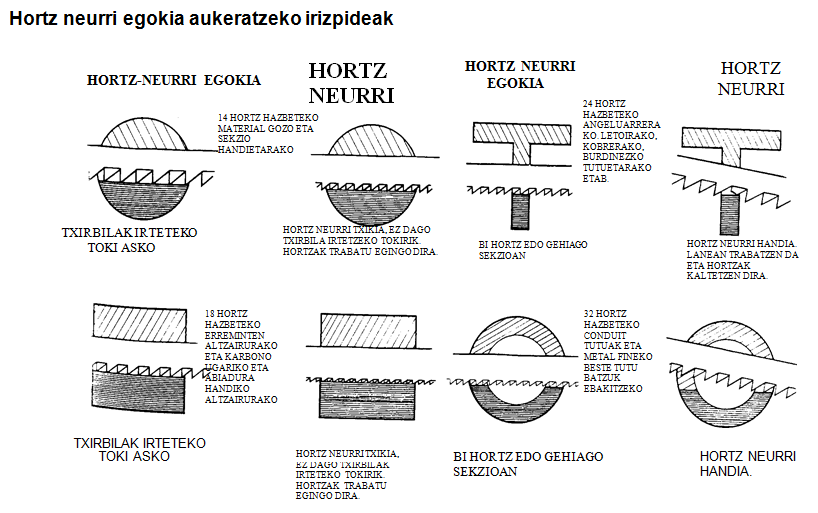 Hortz neurri egokia aukeratzeko irizpideak
HORTZ-NEURRI EGOKIA
14 HORTZ HAZBETEKO
MATERIAL GOZO ETA
SEKZIO
HANDIETARAKO
TXIRBILAK IRTETEKO
TOKI ASKO
HORTZ
NEURRI
HORTZ NEURRI TXIKIA, EZ DAGO
TXIRBILA IRTETZEKO TOKIRIK.
HORTZAK TRABATU EGINGO DIRA.
HORTZ NEURRI
EGOKIA
24 HORTZ
HAZBETEKO
ANGELUARRERA
KO. LETOIRAKO,
KOBRERAKO,
BURDINEZKO
TUTUETARAKO
ETAB.
BI HORTZ EDO GEHIAGO
SEKZIOAN
HORTZ
NEURRI
HORTZ NEURRI HANDIA.
LANEAN TRABATZEN DA
ETA HORTZAK
KALTETZEN DIRA.
18 HORTZ
HAZBETEKO
ERREMINTEN
ALTZAIRURAKO
ETA KARBONO
UGARIKO ETA
ABIADURA
HANDIKO
ALTZAIRURAKO
TXIRBILAK IRTETEKO
TOKI ASKO
HORTZ NEURRI TXIKIA,
EZ DAGO TXIRBILAK
IRTETEKO TOKIRIK.
HORTZAK TRABATU
EGINGO DIRA.
32 HORTZ
HAZBETEKO
CONDUIT
TUTUAK ETA
METAL FINEKO
BESTE TUTU
BATZUK
EBAKITZEKO
BI HORTZ EDO GEHIAGO
SEKZIOAN
HORTZ NEURRI
HANDIA.